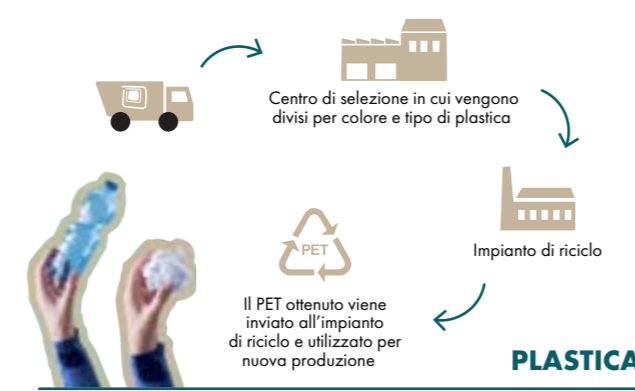 Centro di selezione in cui vengono
divisi per colore e tipo di plastica
Impianto di riciclo
PET
Il PET ottenuto viene
inviato all’impianto
di riciclo e utilizzato per
nuova produzione
PLASTICA